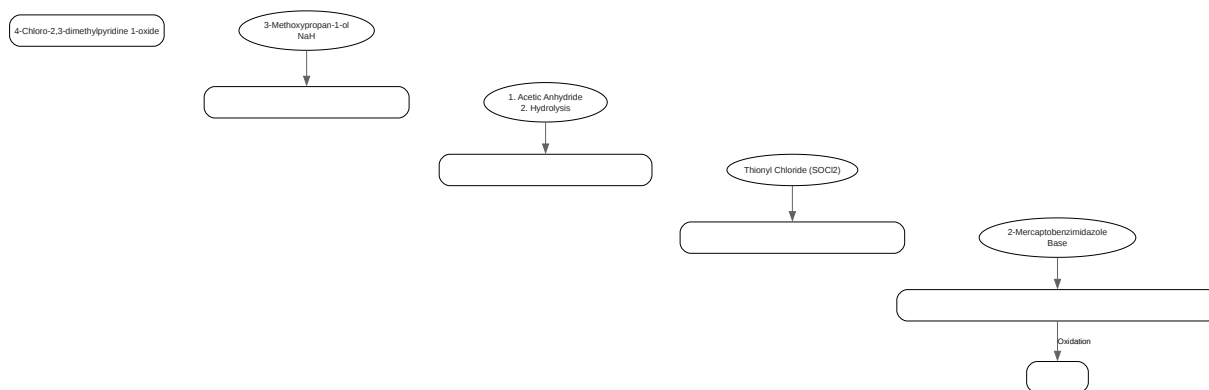 4-Chloro-2,3-dimethylpyridine 1-oxide
3-Methoxypropan-1-ol
NaH
1. Acetic Anhydride
2. Hydrolysis
Thionyl Chloride (SOCl2)
2-Mercaptobenzimidazole
Base
Oxidation